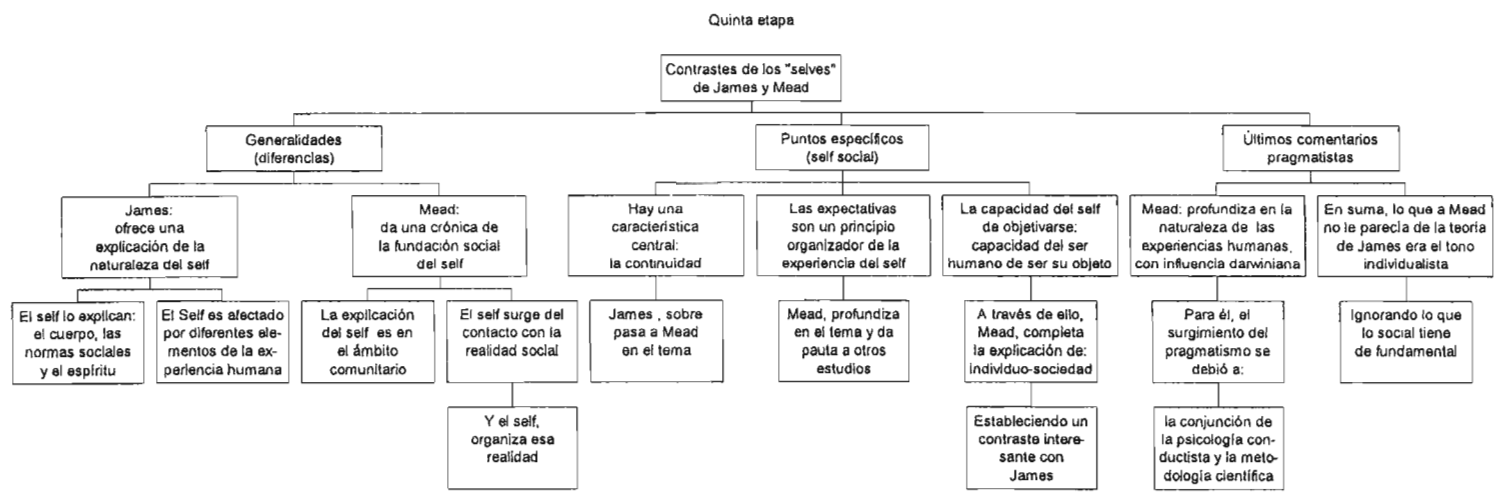 Quinta etapa
Contrastes de los "selves"
de James y Mead
Generalidades
(diferencias)
Puntos específicos
(self social)
Últimos comentarios
pragmatistas
James:
ofrece una
explicación de la
naturaleza del self
Mead:
da una crónica de
la fundación social
del self
Hay una
característica
central:
la continuidad
Las expectativas
son un principio
organizador de la
experiencia del self
La capacidad del self
de objetivarse:
capacidad del ser
humano de ser su objeto
Mead: profundiza en la
naturaleza de las
experiencias humanas,
con influencia darwiniana
En suma, lo que a Mead
no le parecía de la teoría
de James era el tono
individualista
El self lo explican:
el cuerpo, las
normas sociales
y el espíritu
El Self es afectado
por diferentes ele-
mentos de la ex-
periencia humana
La explicación
del self es en
el ámbito
comunitario
El self surge del
contacto con la
realidad social
James , sobre
pasa a Mead
en el tema
Mead, profundiza
en el tema y da
pauta a otros
estudios
A través de ello,
Mead, completa
la explicación de:
individuo-sociedad
Para él, el
surgimiento del
pragmatismo se
debió a:
Ignorando lo que
lo social tiene
de fundamental
Y el self,
organiza esa
realidad
Estableciendo un
contraste intere-
sante con
James
la conjunción de
la psicología con-
ductista y la meto-
dología científica